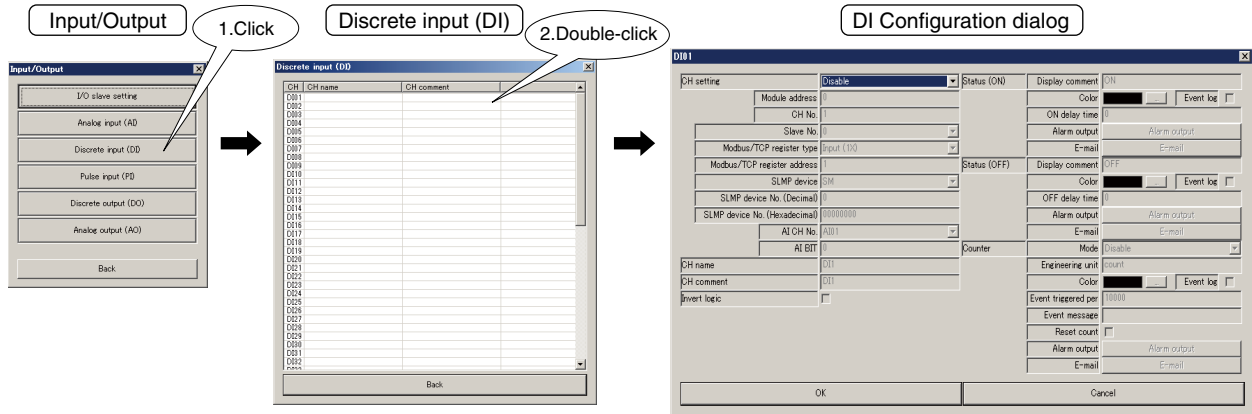 Input/Output
1.Click
Discrete input (DI)
2.Double-click
DI Configuration dialog
Input/Output
I/O slave setting
Analog input (AI)
Discrete input (DI)
Pulse input (PI)
Discrete output (DO)
Analog output (AO)
Back
Discrete input (DI)
CH CH name CH comment
DI01
DI02
DI03
DI04
DI05
DI06
DI07
DI08
DI09
DI10
DI11
DI12
DI13
DI14
DI15
DI16
DI17
DI18
DI19
DI20
DI21
DI22
DI23
DI24
DI25
DI26
DI27
DI28
DI29
DI30
DI31
DI32
Back
DI01
CH setting Disable
Module address 0
CH No. 1
Slave No. 0
Modbus/TCP register type Input (1X)
Modbus/TCP register address 1
SLMP device SM
SLMP device No. (Decimal) 0
SLMP device No. (Hexadecimal) 00000000
AI CH No. AI01
AI BIT 0
CH name DI1
CH comment DI1
Invert logic
Status (ON) Display comment ON
Color ... Event log
ON delay time 0
Alarm output Alarm output
E-mail E-mail
Status (OFF) Display comment OFF
Color ... Event log
OFF delay time 0
Alarm output Alarm output
E-mail E-mail
Counter Mode Disable
Engineering unit count
Color ... Event log
Event triggered per 10000
Event message
Reset count
Alarm output Alarm output
E-mail E-mail
OK
Cancel